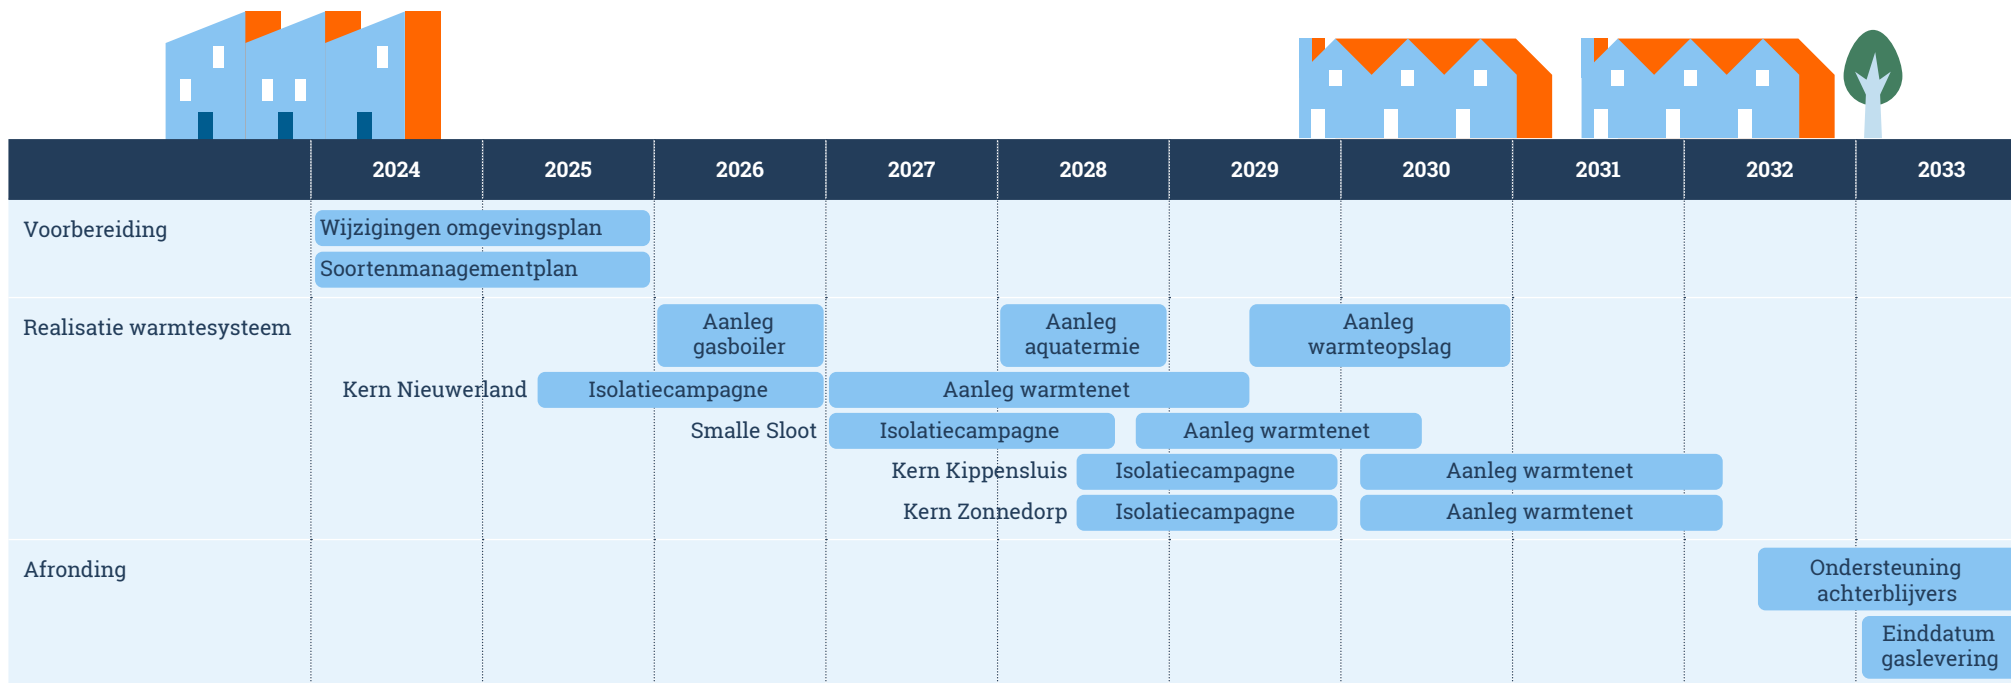 2024 2025 2026 2027 2028 2029 2030 2031 2032 2033
Voorbereiding
Wijzigingen omgevingsplan
Soortenmanagementplan
Realisatie warmtesysteem
Aanleg
gasboiler
Aanleg
aquatermie
Aanleg
warmteopslag
Kern Nieuwerland Isolatiecampagne Aanleg warmtenet
Smalle Sloot Isolatiecampagne Aanleg warmtenet
Kern Kippensluis Isolatiecampagne Aanleg warmtenet
Kern Zonnedorp Isolatiecampagne Aanleg warmtenet
Afronding
Ondersteuning
achterblijvers
Einddatum
gaslevering